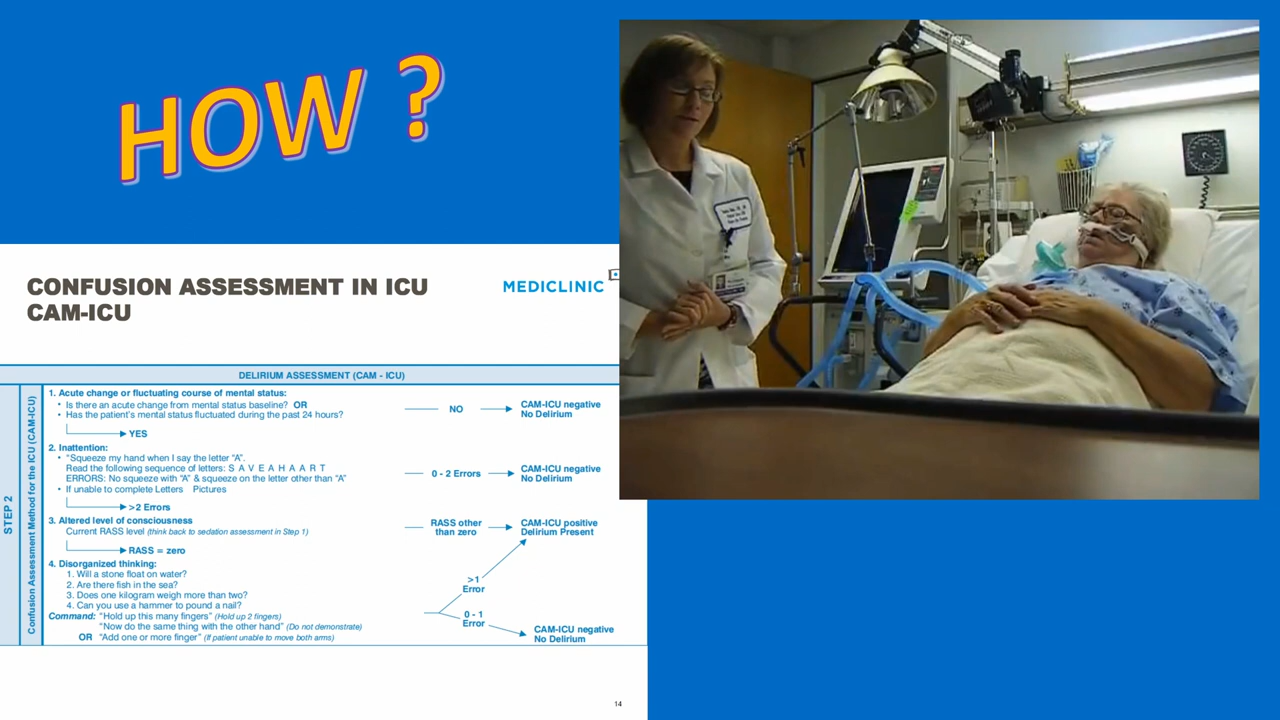 HOW ?
CONFUSION ASSESSMENT IN ICU
CAM-ICU
MEDICLINIC
DELIRIUM ASSESSMENT (CAM - ICU)
STEP 2
Confusion Assessment Method for the ICU (CAM-ICU)
1. Acute change or fluctuating course of mental status:
• Is there an acute change from mental status baseline? OR
• Has the patient's mental status fluctuated during the past 24 hours?
NO
CAM-ICU negative
No Delirium
YES
2. Inattention:
• "Squeeze my hand when I say the letter "A".
Read the following sequence of letters: S A V E A H A A R T
ERRORS: No squeeze with "A" & squeeze on the letter other than "A"
• If unable to complete Letters Pictures
0 - 2 Errors
CAM-ICU negative
No Delirium
>2 Errors
3. Altered level of consciousness
Current RASS level (think back to sedation assessment in Step 1)
RASS other
than zero
CAM-ICU positive
Delirium Present
RASS = zero
4. Disorganized thinking:
1. Will a stone float on water?
2. Are there fish in the sea?
3. Does one kilogram weigh more than two?
4. Can you use a hammer to pound a nail?
Command: "Hold up this many fingers" (Hold up 2 fingers)
"Now do the same thing with the other hand" (Do not demonstrate)
OR "Add one or more finger" (If patient unable to move both arms)
>1
Error
0 - 1
Error
CAM-ICU negative
No Delirium
14